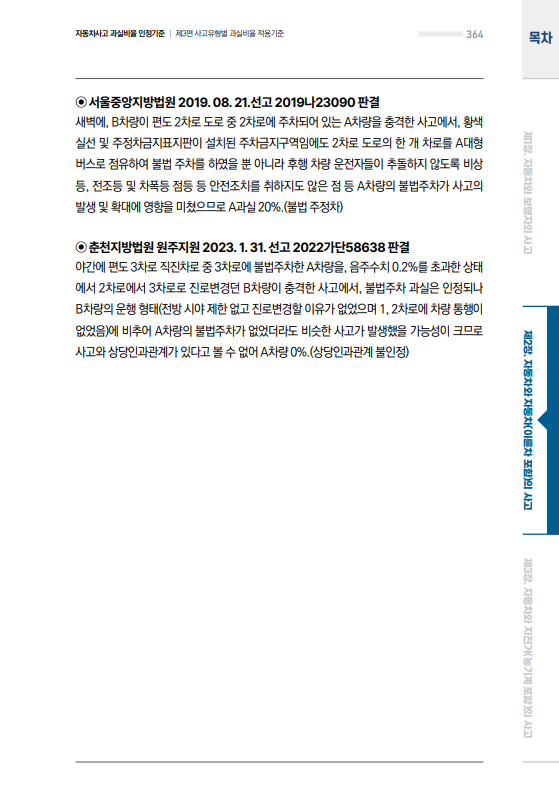 자동차사고 과실비율 인정기준 | 제3편 사고유형별 과실비율 적용기준
364
목차
◉ 서울중앙지방법원 2019. 08. 21.선고 2019나23090 판결
새벽에, B차량이 편도 2차로 도로 중 2차로에 주차되어 있는 A차량을 충격한 사고에서, 황색
실선 및 주정차금지표지판이 설치된 주차금지구역임에도 2차로 도로의 한 개 차로를 A대형
버스로 점유하여 불법 주차를 하였을 뿐 아니라 후행 차량 운전자들이 추돌하지 않도록 비상
등, 전조등 및 차폭등 점등 등 안전조치를 취하지도 않은 점 등 A차량의 불법주차가 사고의
발생 및 확대에 영향을 미쳤으므로 A과실 20%.(불법 주정차)
◉ 춘천지방법원 원주지원 2023. 1. 31. 선고 2022가단58638 판결
야간에 편도 3차로 직진차로 중 3차로에 불법주차한 A차량을, 음주수치 0.2%를 초과한 상태
에서 2차로에서 3차로로 진로변경던 B차량이 충격한 사고에서, 불법주차 과실은 인정되나
B차량의 운행 형태(전방 시야 제한 없고 진로변경할 이유가 없었으며 1, 2차로에 차량 통행이
없었음)에 비추어 A차량의 불법주차가 없었더라도 비슷한 사고가 발생했을 가능성이 크므로
사고와 상당인과관계가 있다고 볼 수 없어 A차량 0%.(상당인과관계 불인정)
제1장. 자동차와 보행자의 사고
제2장. 자동차와 자동차(이륜차 포함)의 사고
제3장. 자동차와 자전거(농기계 포함)의 사고